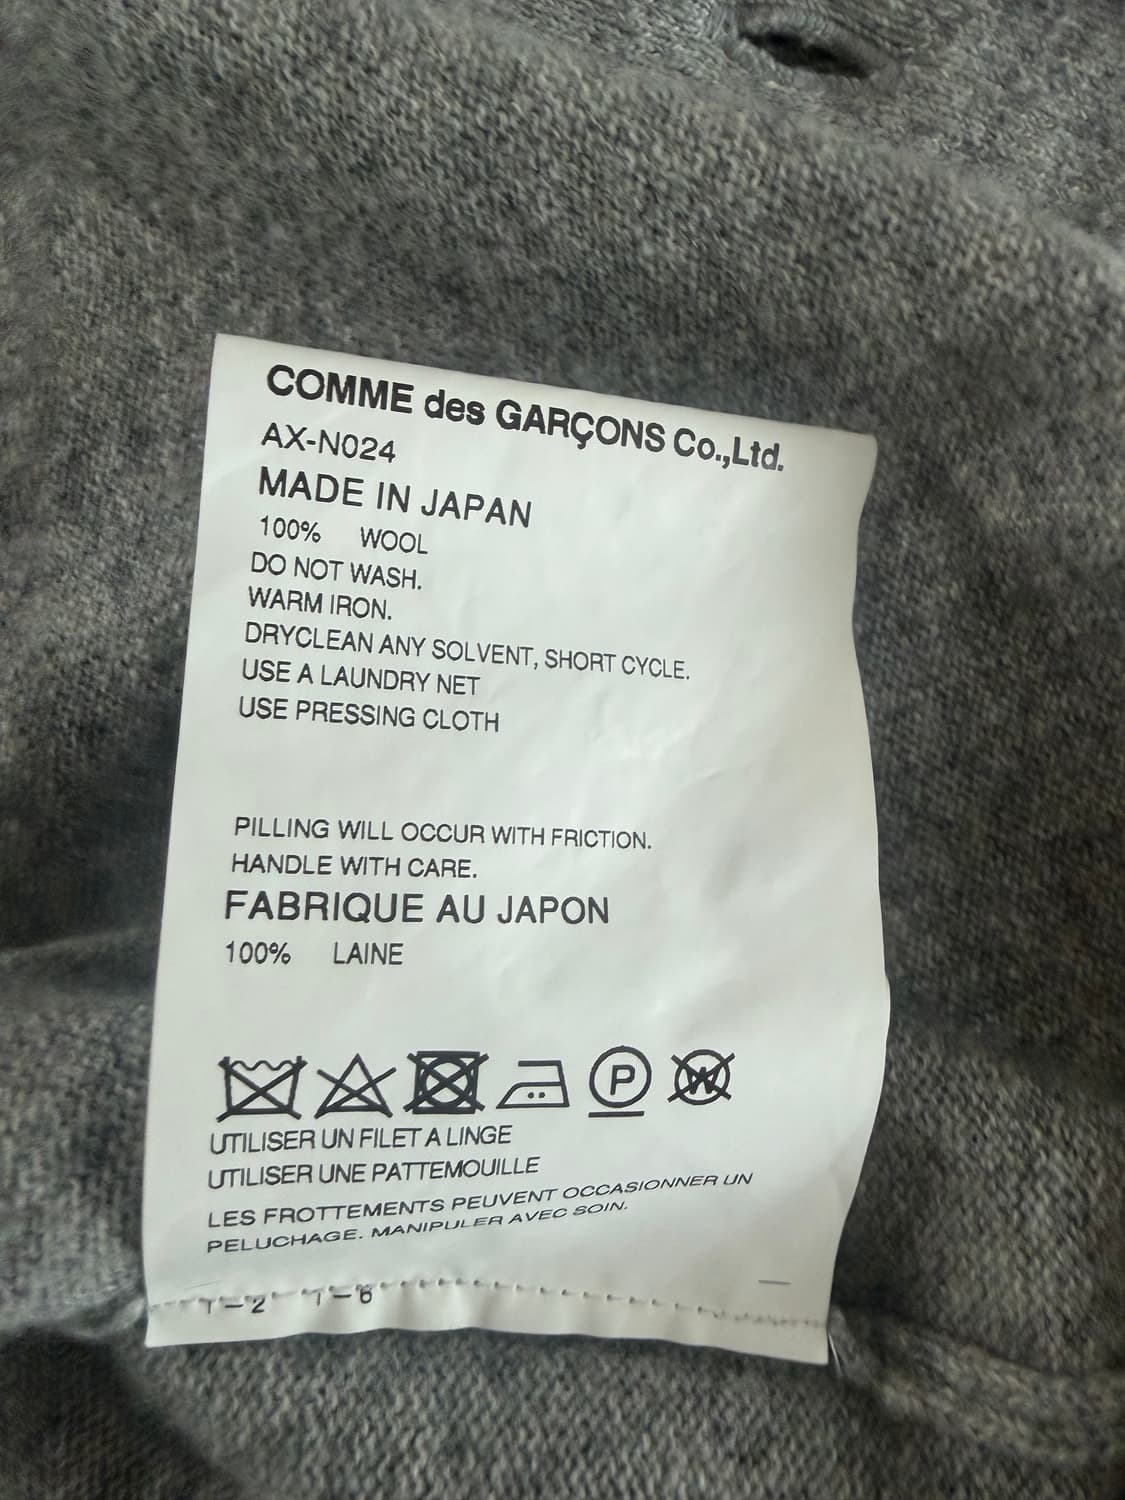 COMME des GARÇONS Co.,Ltd.
AX-N024
MADE IN JAPAN
100% WOOL
DO NOT WASH.
WARM IRON.
DRYCLEAN ANY SOLVENT, SHORT CYCLE.
USE A LAUNDRY NET
USE PRESSING CLOTH
PILLING WILL OCCUR WITH FRICTION.
HANDLE WITH CARE.
FABRIQUE AU JAPON
100% LAINE
P W
UTILISER UN FILET A LINGE
UTILISER UNE PATTEMOUILLE
LES FROTTEMENTS PEUVENT OCCASIONNER UN
PELUCHAGE. MANIPULER AVEC SOIN.